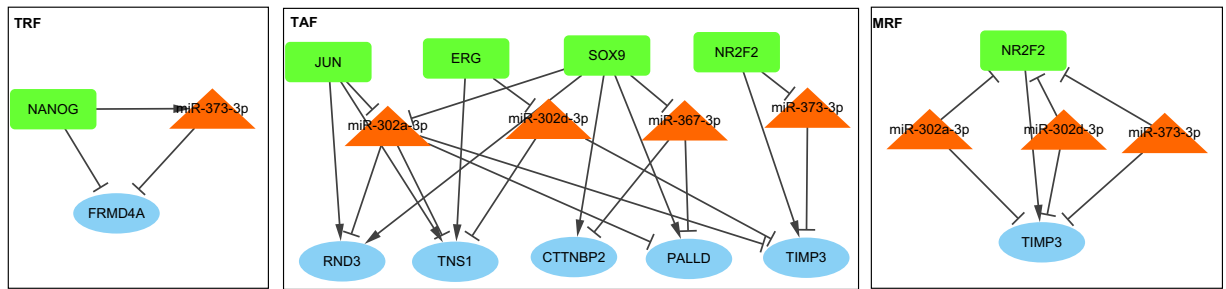 TRF
NANOG
miR-373-3p
FRMD4A
TAF
JUN
ERG
SOX9
NR2F2
miR-302a-3p
miR-302d-3p
miR-367-3p
miR-373-3p
RND3
TNS1
CTTNBP2
PALLD
TIMP3
MRF
NR2F2
miR-302a-3p
miR-302d-3p
miR-373-3p
TIMP3